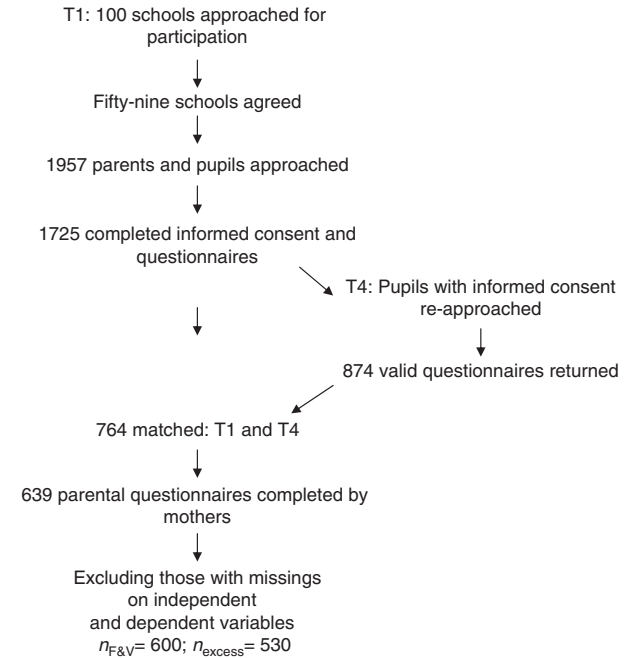 T1: 100 schools approached for
participation
Fifty-nine schools agreed
1957 parents and pupils approached
1725 completed informed consent and
questionnaires
T4: Pupils with informed consent
re-approached
874 valid questionnaires returned
764 matched: T1 and T4
639 parental questionnaires completed by
mothers
Excluding those with missings
on independent
and dependent variables
nF&V= 600; nexcess= 530